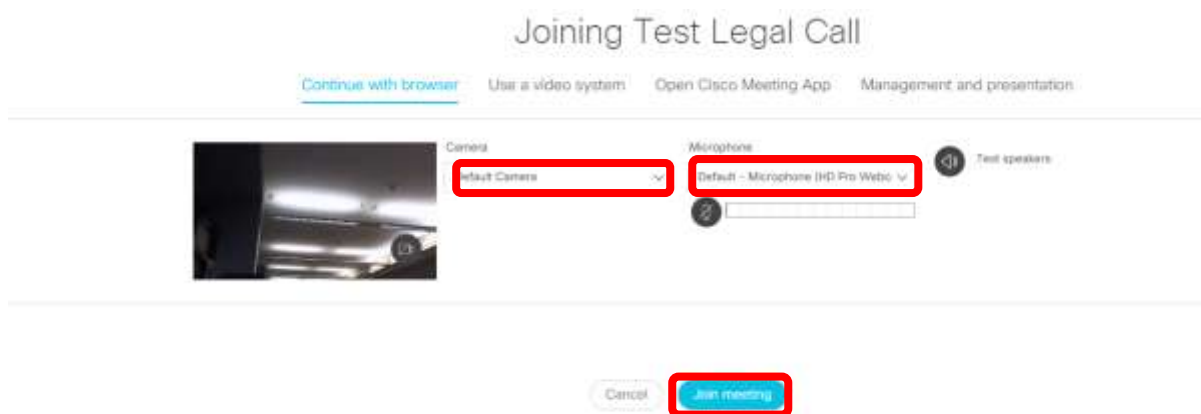 Joining Test Legal Call
Continue with browser Use a video system Open Cisco Meeting App Management and presentation
Camera
Default Camera
Microphone
Default - Microphone (HD Pro Webc
Test speakers
Cancel Join meeting